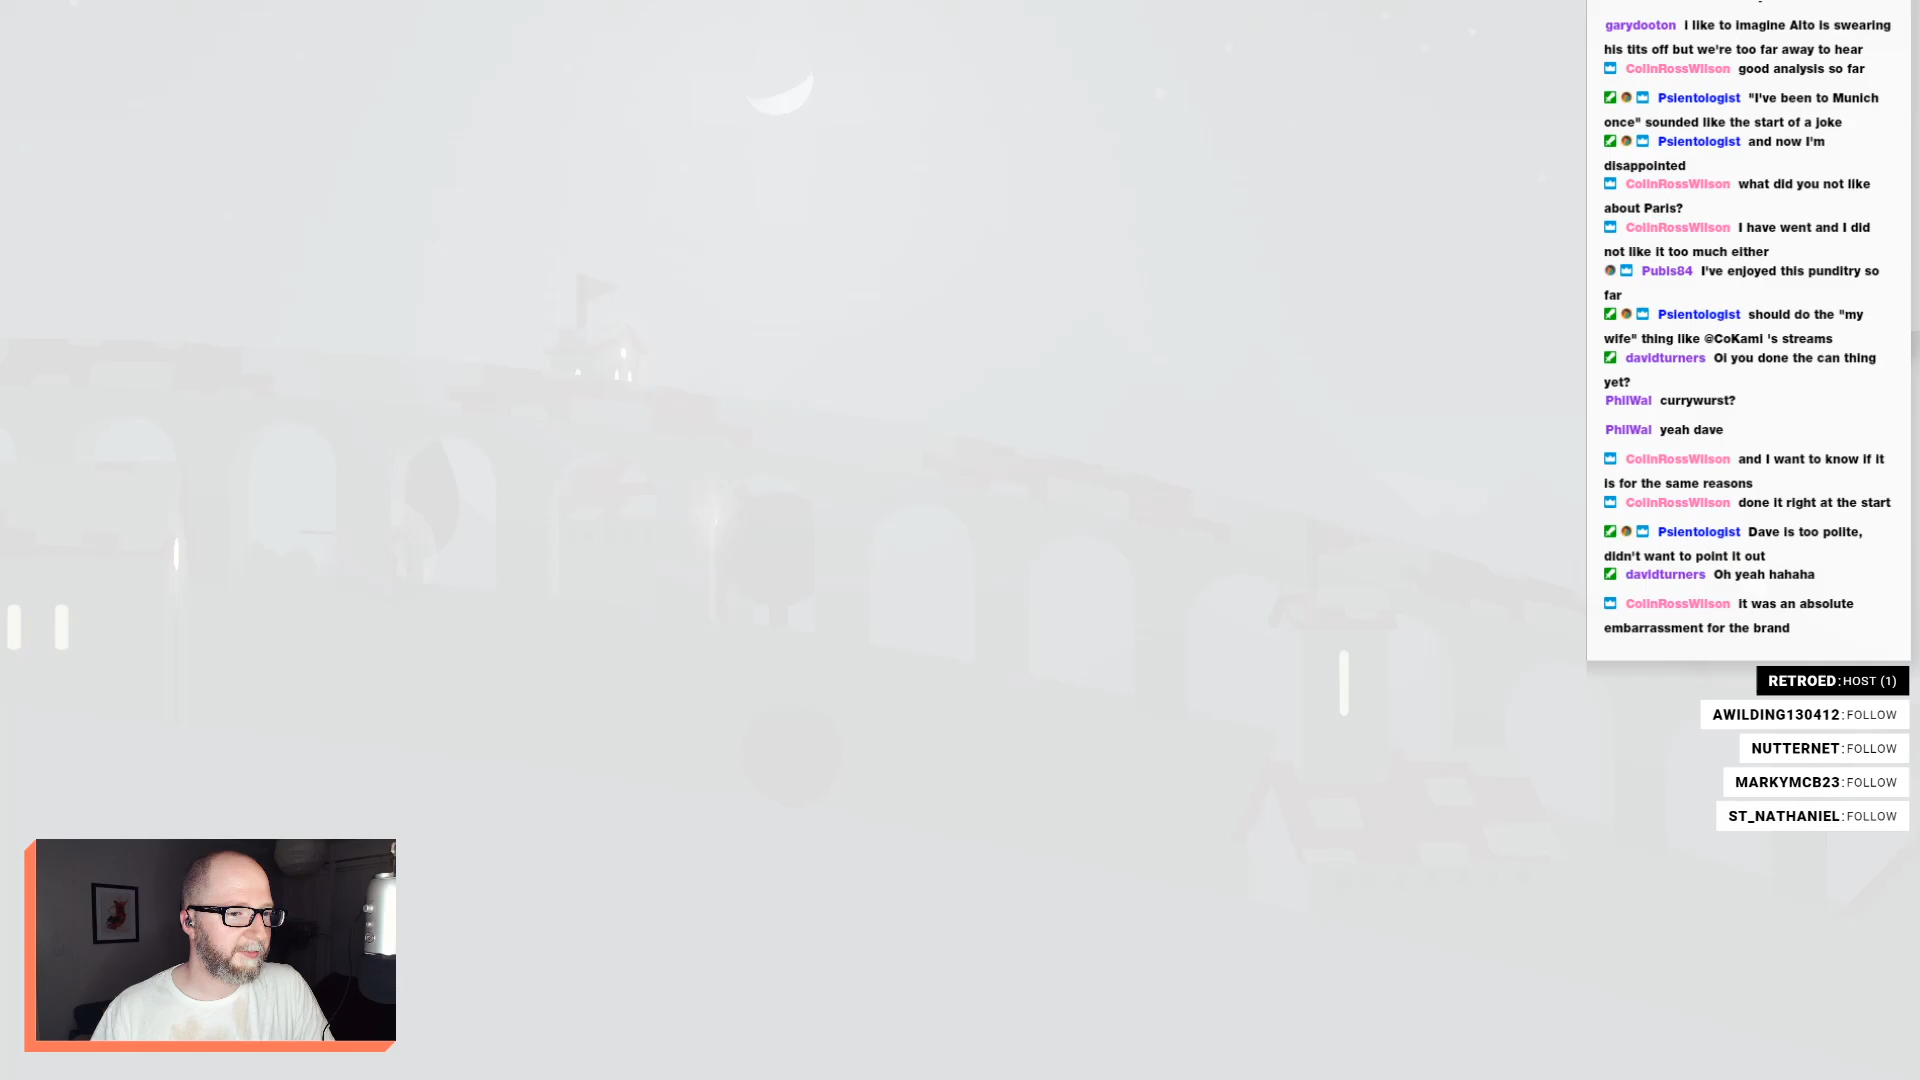 garydooton i like to imagine Alto is swearing
his tits off but we're too far away to hear
ColinRossWilson good analysis so far
Psientologist "I've been to Munich
once" sounded like the start of a joke
Psientologist and now I'm
disappointed
ColinRossWilson what did you not like
about Paris?
ColinRossWilson I have went and I did
not like it too much either
Pubis84 I've enjoyed this punditry so
far
Psientologist should do the "my
wife" thing like @CoKami 's streams
davidturners Oi you done the can thing
yet?
PhilWal currywurst?
PhilWal yeah dave
ColinRossWilson and I want to know if it
is for the same reasons
ColinRossWilson done it right at the start
Psientologist Dave is too polite,
didn't want to point it out
davidturners Oh yeah hahaha
ColinRossWilson it was an absolute
embarrassment for the brand
RETROED: HOST (1)
AWILDING130412: FOLLOW
NUTTERNET: FOLLOW
MARKYMCB23: FOLLOW
ST_NATHANIEL: FOLLOW